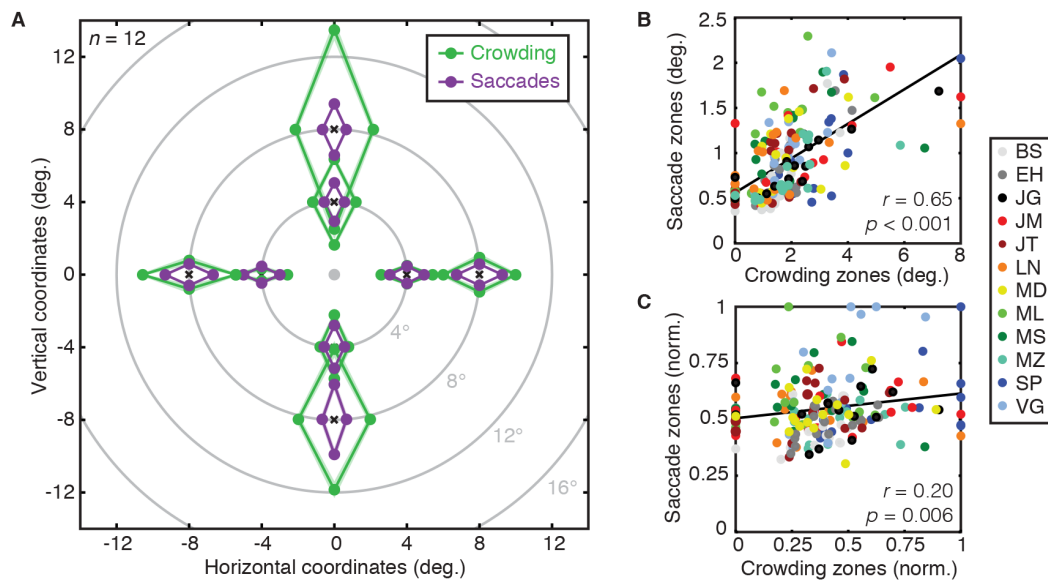 A
n = 12
Crowding
Saccades
Vertical coordinates (deg.)
12
8
4
0
-4
-8
-12
4°
8°
12°
16°
-12
-8
-4
0
4
8
12
Horizontal coordinates (deg.)
B
Saccade zones (deg.)
2.5
2
1.5
1
0.5
0
r = 0.65
p < 0.001
0
2
4
6
8
Crowding zones (deg.)
C
Saccade zones (norm.)
1
0.75
0.5
0.25
0
r = 0.20
p = 0.006
0
0.25
0.5
0.75
1
Crowding zones (norm.)
BS
EH
JG
JM
JT
LN
MD
ML
MS
MZ
SP
VG